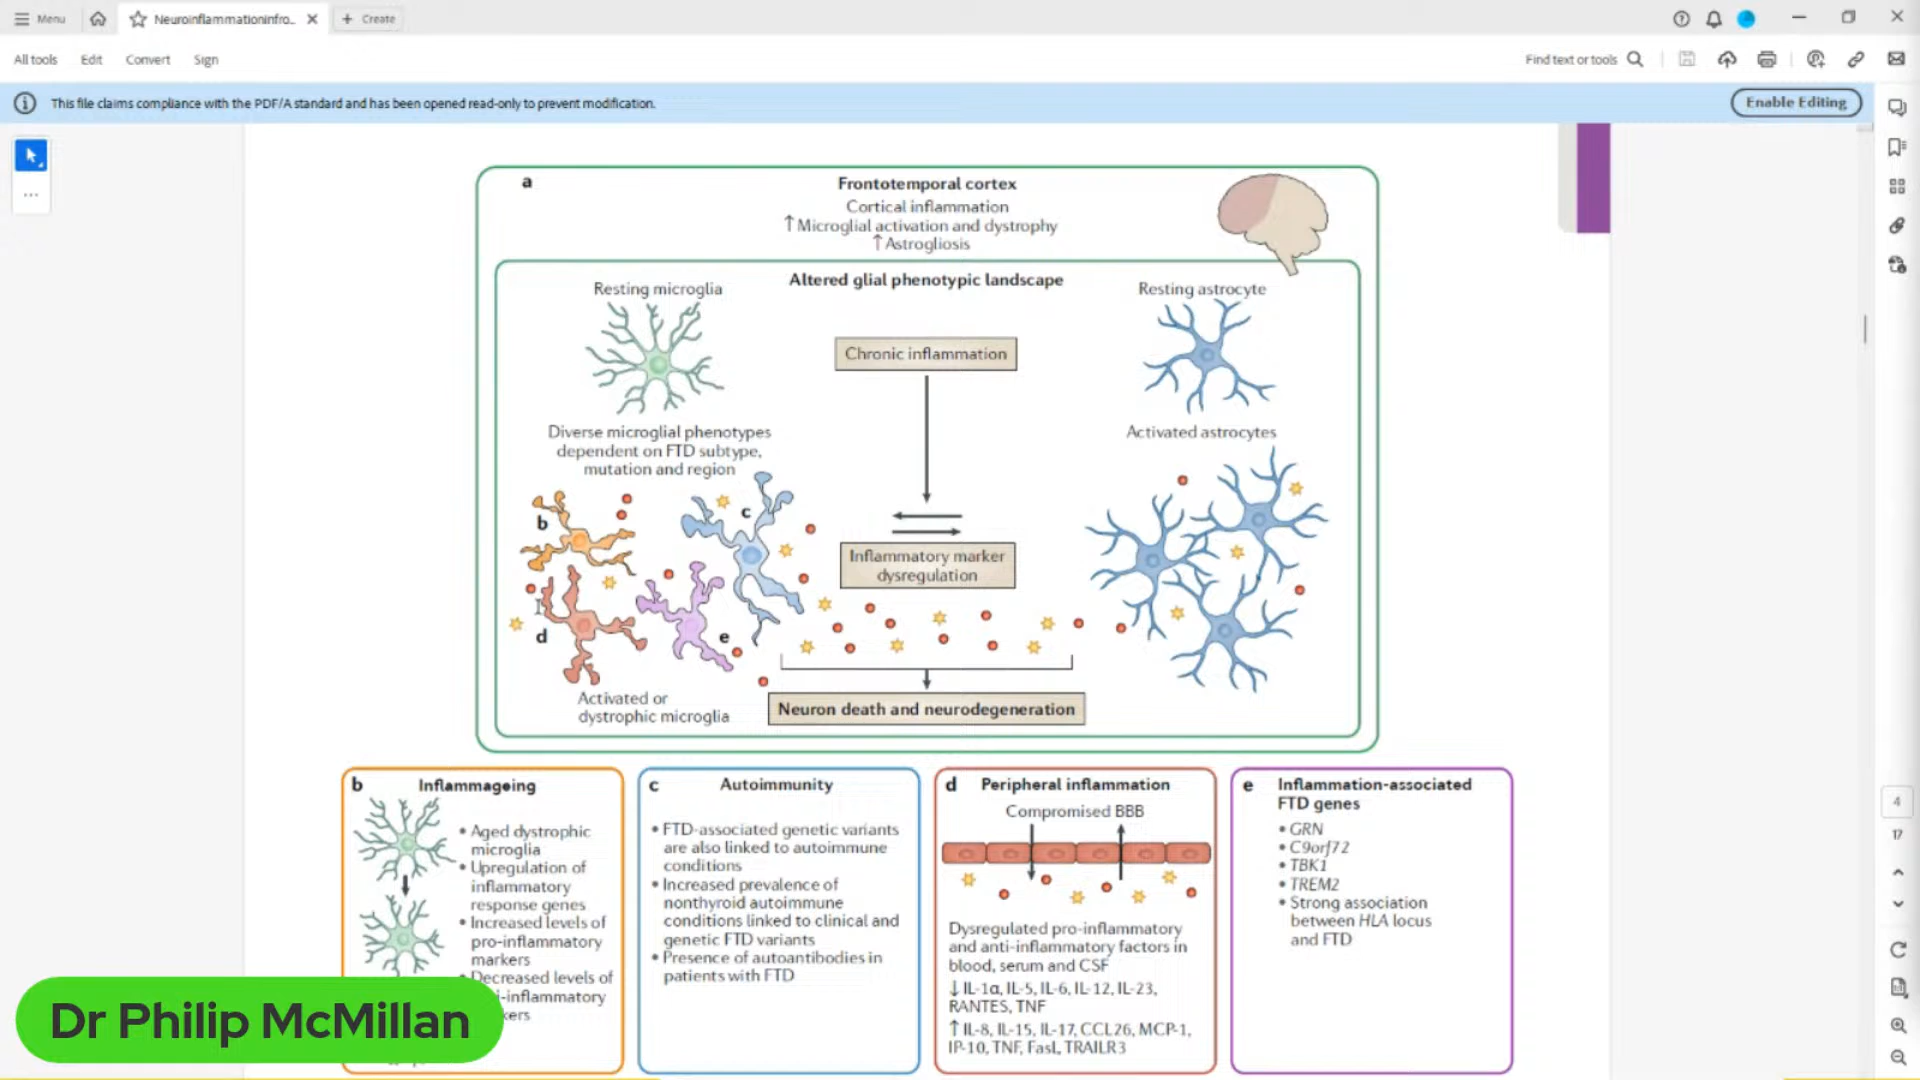 Menu
Neuroinflammationinfro...
Create
All tools
Edit
Convert
Sign
Find text or tools
This file claims compliance with the PDF/A standard and has been opened read-only to prevent modification.
Enable Editing
a
Frontotemporal cortex
Cortical inflammation
↑ Microglial activation and dystrophy
↑ Astrogliosis
Altered glial phenotypic landscape
Resting microglia
Resting astrocyte
Chronic inflammation
Diverse microglial phenotypes
dependent on FTD subtype,
mutation and region
Activated astrocytes
b
c
Inflammatory marker
dysregulation
d
e
Activated or
dystrophic microglia
Neuron death and neurodegeneration
b
Inflammageing
• Aged dystrophic
microglia
• Upregulation of
inflammatory
response genes
• Increased levels of
pro-inflammatory
markers
Decreased levels of
i-inflammatory
kers
c
Autoimmunity
• FTD-associated genetic variants
are also linked to autoimmune
conditions
• Increased prevalence of
nonthyroid autoimmune
conditions linked to clinical and
genetic FTD variants
• Presence of autoantibodies in
patients with FTD
d
Peripheral inflammation
Compromised BBB
Dysregulated pro-inflammatory
and anti-inflammatory factors in
blood, serum and CSF
↓ IL-1α, IL-5, IL-6, IL-12, IL-23,
RANTES, TNF
↑ IL-8, IL-15, IL-17, CCL26, MCP-1,
IP-10, TNF, FasL, TRAILR3
e
Inflammation-associated
FTD genes
• GRN
• C9orf72
• TBK1
• TREM2
• Strong association
between HLA locus
and FTD
4
17
Dr Philip McMillan